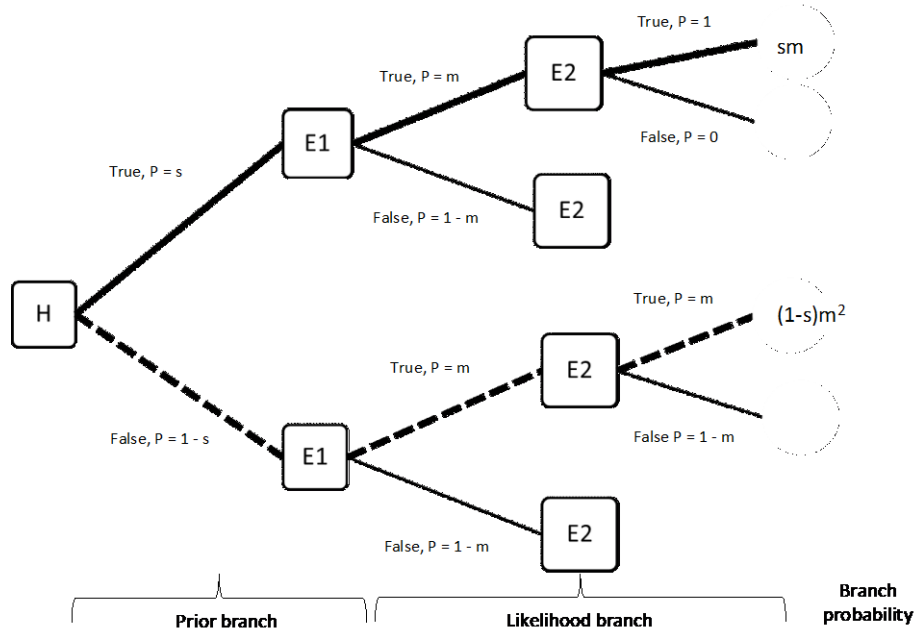 True, P = 1
sm
E2
True, P = m
False, P = 0
E1
True, P = s
E2
False, P = 1 - m
H
True, P = m
(1-s)m²
True, P = m
E2
False, P = 1 - s
False P = 1 - m
E1
E2
False, P = 1 - m
Prior branch
Likelihood branch
Branch
probability